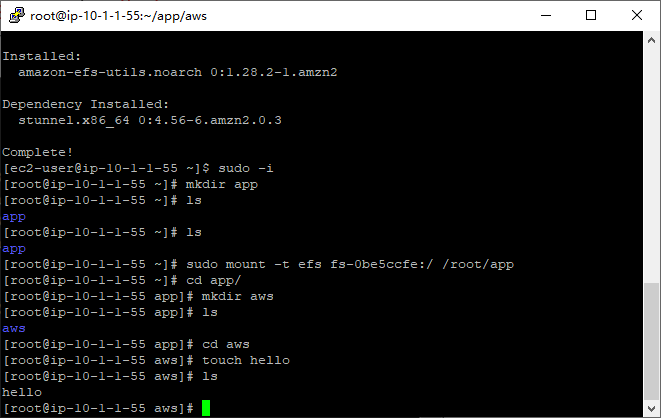 root@ip-10-1-1-55:~/app/aws
Installed:
  amazon-efs-utils.noarch 0:1.28.2-1.amzn2
Dependency Installed:
  stunnel.x86_64 0:4.56-6.amzn2.0.3
Complete!
[ec2-user@ip-10-1-1-55 ~]$ sudo -i
[root@ip-10-1-1-55 ~]# mkdir app
[root@ip-10-1-1-55 ~]# ls
app
[root@ip-10-1-1-55 ~]# ls
app
[root@ip-10-1-1-55 ~]# sudo mount -t efs fs-0be5ccfe:/ /root/app
[root@ip-10-1-1-55 ~]# cd app/
[root@ip-10-1-1-55 app]# mkdir aws
[root@ip-10-1-1-55 app]# ls
aws
[root@ip-10-1-1-55 app]# cd aws
[root@ip-10-1-1-55 aws]# touch hello
[root@ip-10-1-1-55 aws]# ls
hello
[root@ip-10-1-1-55 aws]#